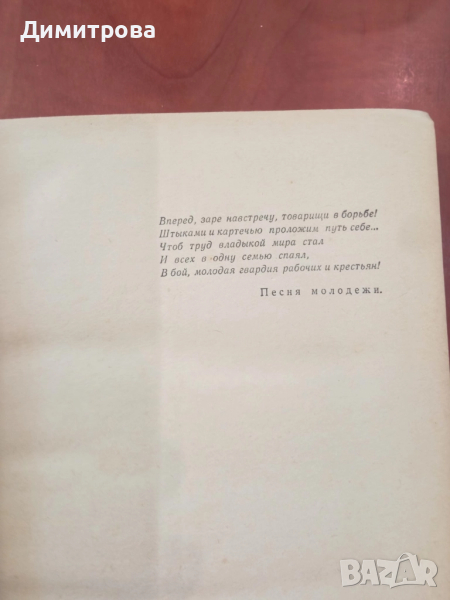 Димитрова
Вперед, заре навстречу, товарищи в борьбе!
Штыками и картечью проложим путь себе...
Чтоб труд владыкой мира стал
И всех в одну семью спаял,
В бой, молодая гвардия рабочих и крестьян!
Песня молодежи.
BAZAR